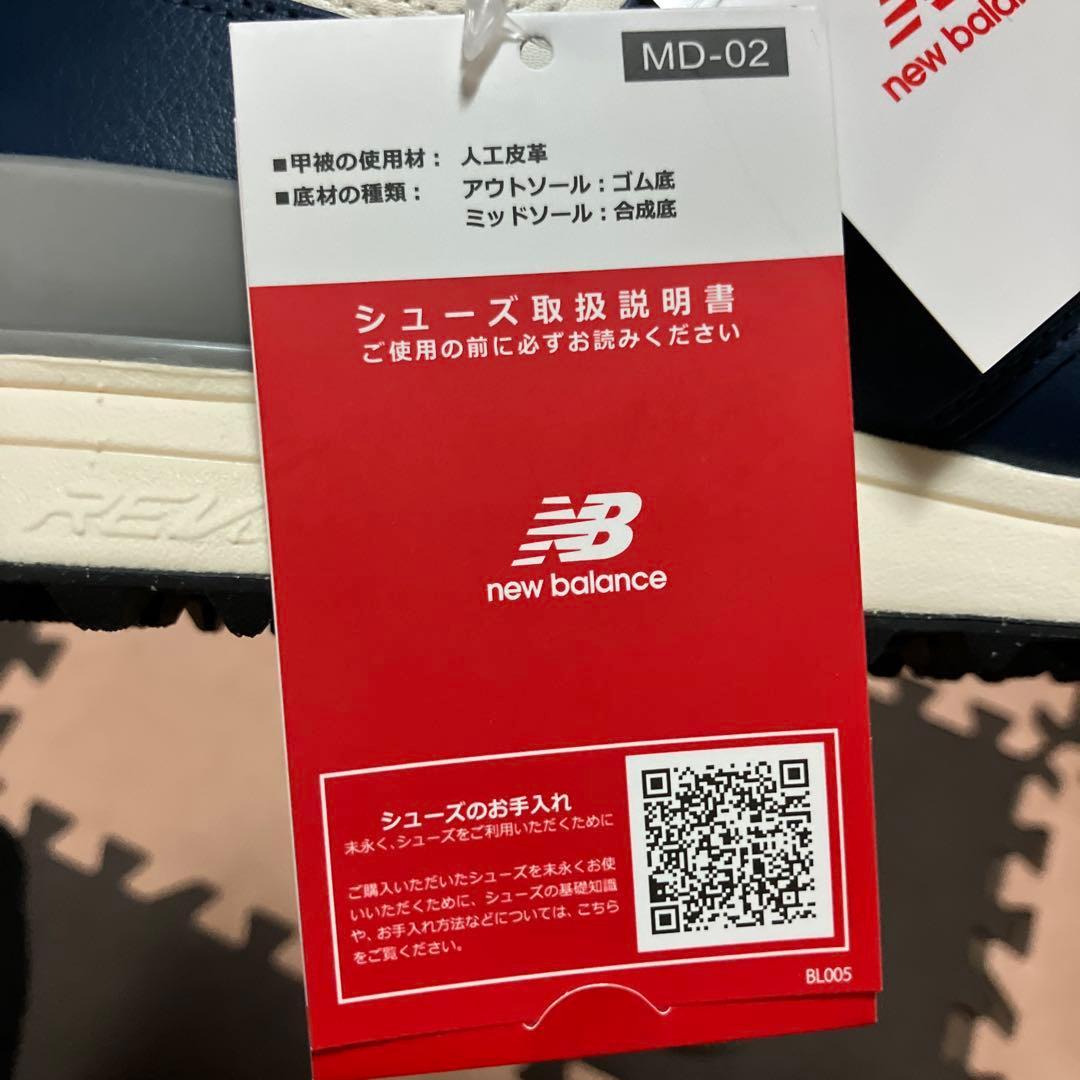 MD-02
■甲被の使用材： 人工皮革
■底材の種類： アウトソール：ゴム底
ミッドソール：合成底
シューズ取扱説明書
ご使用の前に必ずお読みください
NB
new balance
シューズのお手入れ
末永く、シューズをご利用いただくために
ご購入いただいたシューズを末永くお使
いいただくために、シューズの基礎知識
や、お手入れ方法などについては、こちら
をご覧ください。
BL005
new balan